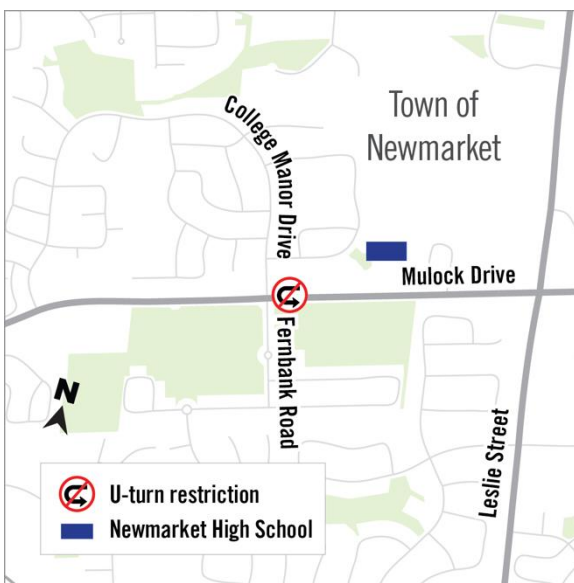 Town of
Newmarket
College Manor Drive
Mulock Drive
Fernbank Road
N
Leslie Street
U-turn restriction
Newmarket High School